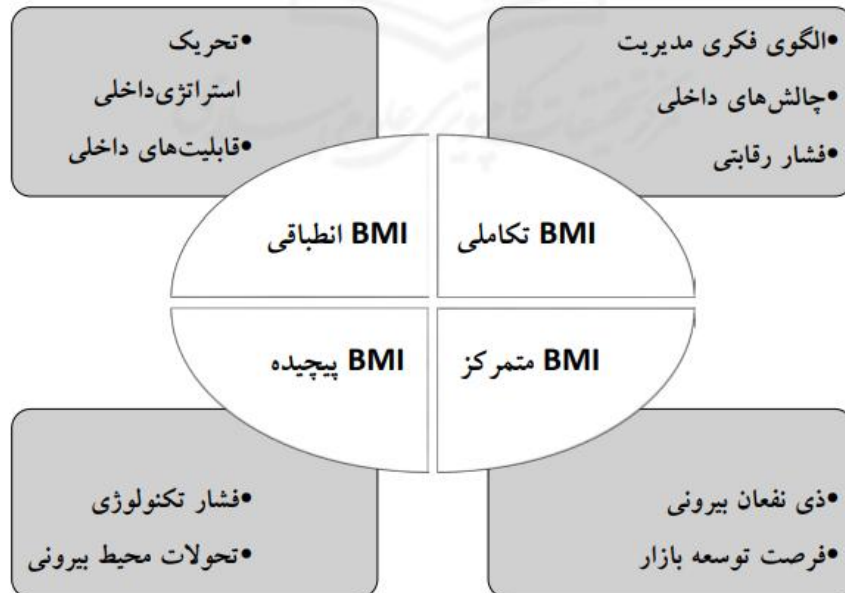 •الگوی فکری مدیریت
•چالش‌های داخلی
•فشار رقابتی
•تحریک
استراتژی‌داخلی
•قابلیت‌های داخلی
BMI تکاملی
BMI انطباقی
BMI متمرکز
BMI پیچیده
•ذی نفعان بیرونی
•فرصت توسعه بازار
•فشار تکنولوژی
•تحولات محیط بیرونی